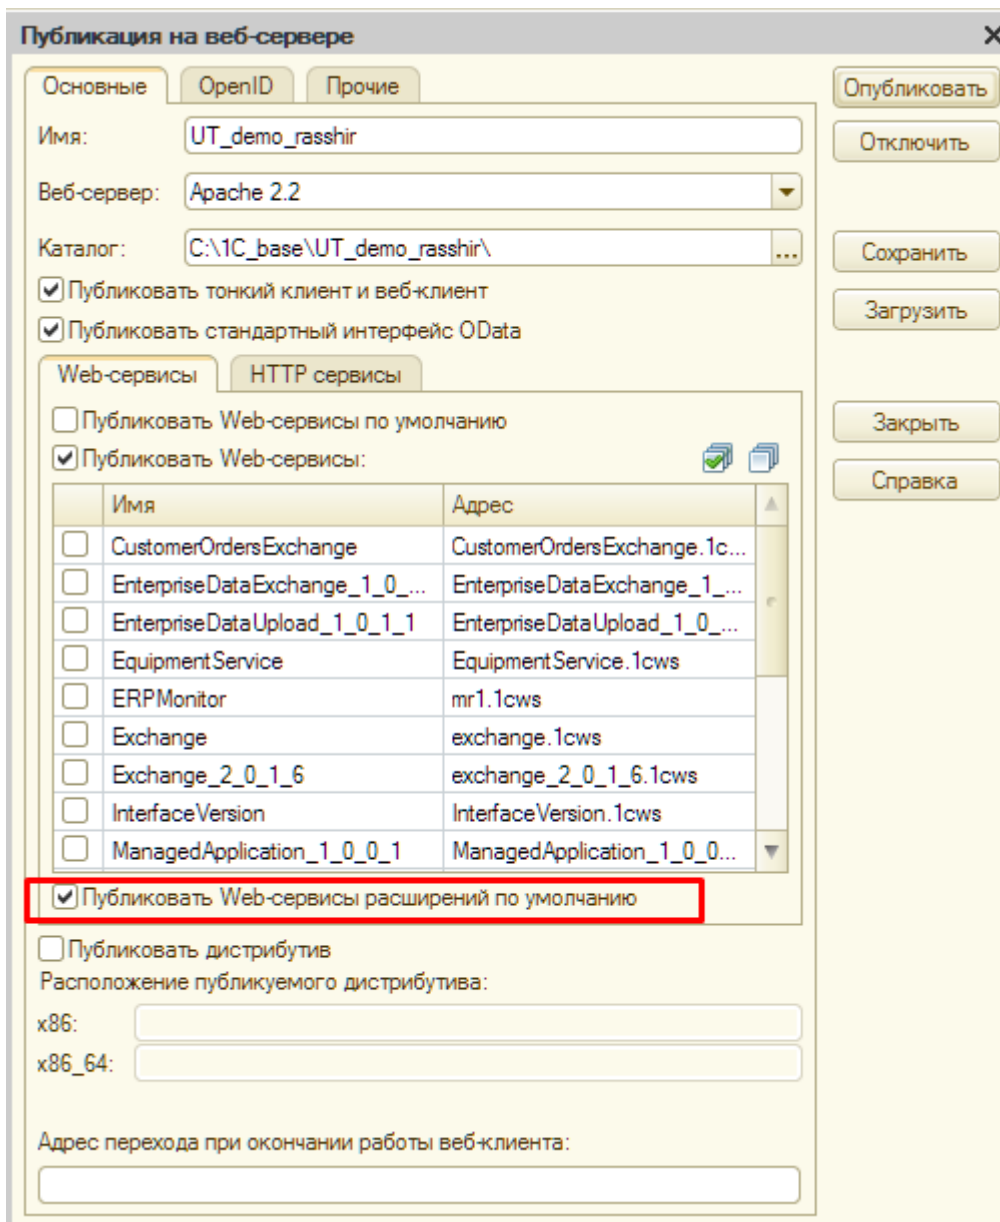 Публикация на веб-сервере
Основные OpenID Прочие
Опубликовать
Имя: UT_demo_rasshir
Отключить
Веб-сервер: Apache 2.2
Каталог: C:\1C_base\UT_demo_rasshir\ ...
Сохранить
Публиковать тонкий клиент и веб-клиент
Загрузить
Публиковать стандартный интерфейс OData
Web-сервисы HTTP сервисы
Публиковать Web-сервисы по умолчанию
Закрыть
Публиковать Web-сервисы:
Справка
Имя Адрес
CustomerOrdersExchange CustomerOrdersExchange.1c...
EnterpriseDataExchange_1_0_... EnterpriseDataExchange_1_...
EnterpriseDataUpload_1_0_1_1 EnterpriseDataUpload_1_0_...
EquipmentService EquipmentService.1cws
ERPMonitor mr1.1cws
Exchange exchange.1cws
Exchange_2_0_1_6 exchange_2_0_1_6.1cws
InterfaceVersion InterfaceVersion.1cws
ManagedApplication_1_0_0_1 ManagedApplication_1_0_0...
Публиковать Web-сервисы расширений по умолчанию
Публиковать дистрибутив
Расположение публикуемого дистрибутива:
x86:
x86_64:
Адрес перехода при окончании работы веб-клиента: